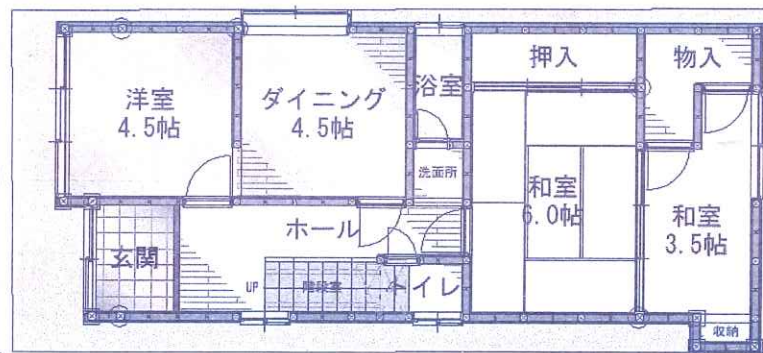 洋室
4.5帖
ダイニング
4.5帖
浴室
押入
物入
洗面所
和室
6.0帖
和室
3.5帖
ホール
玄関
UP
階段室
トイレ
収納